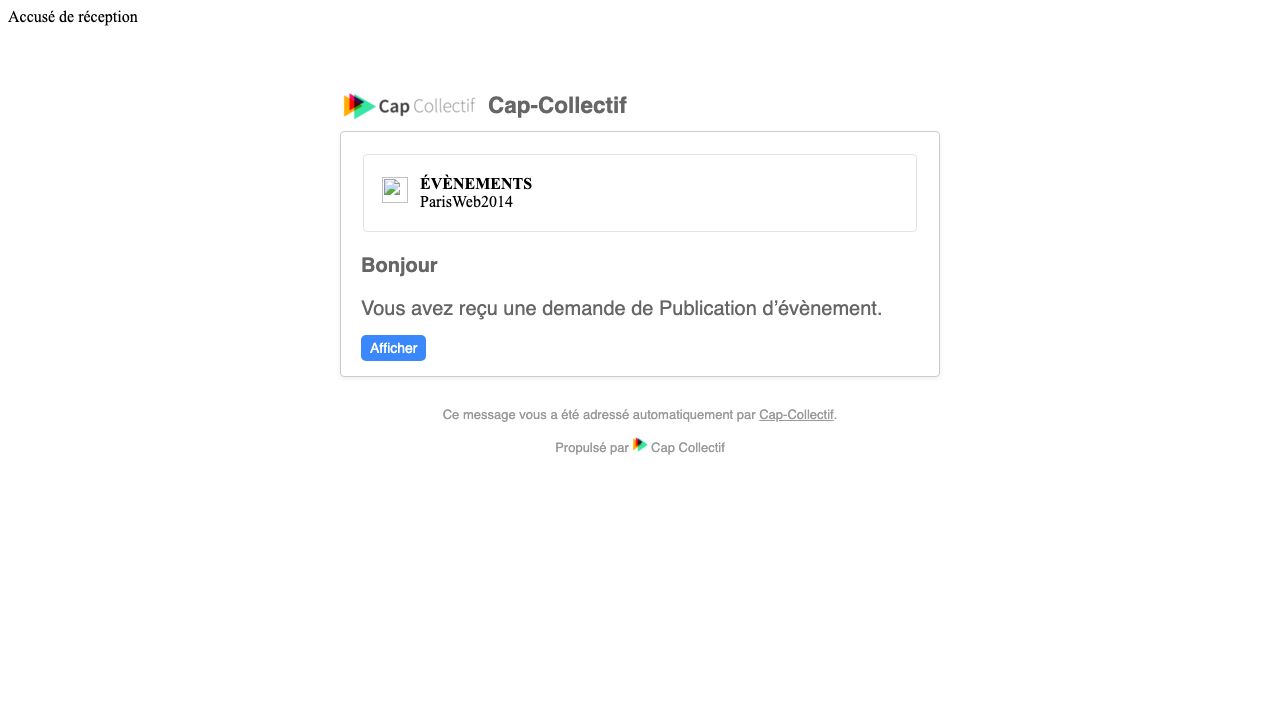 Accusé de réception
Cap Collectif Cap-Collectif
ÉVÈNEMENTS
ParisWeb2014
Bonjour
Vous avez reçu une demande de Publication d’évènement.
Afficher
Ce message vous a été adressé automatiquement par Cap-Collectif.
Propulsé par Cap Collectif